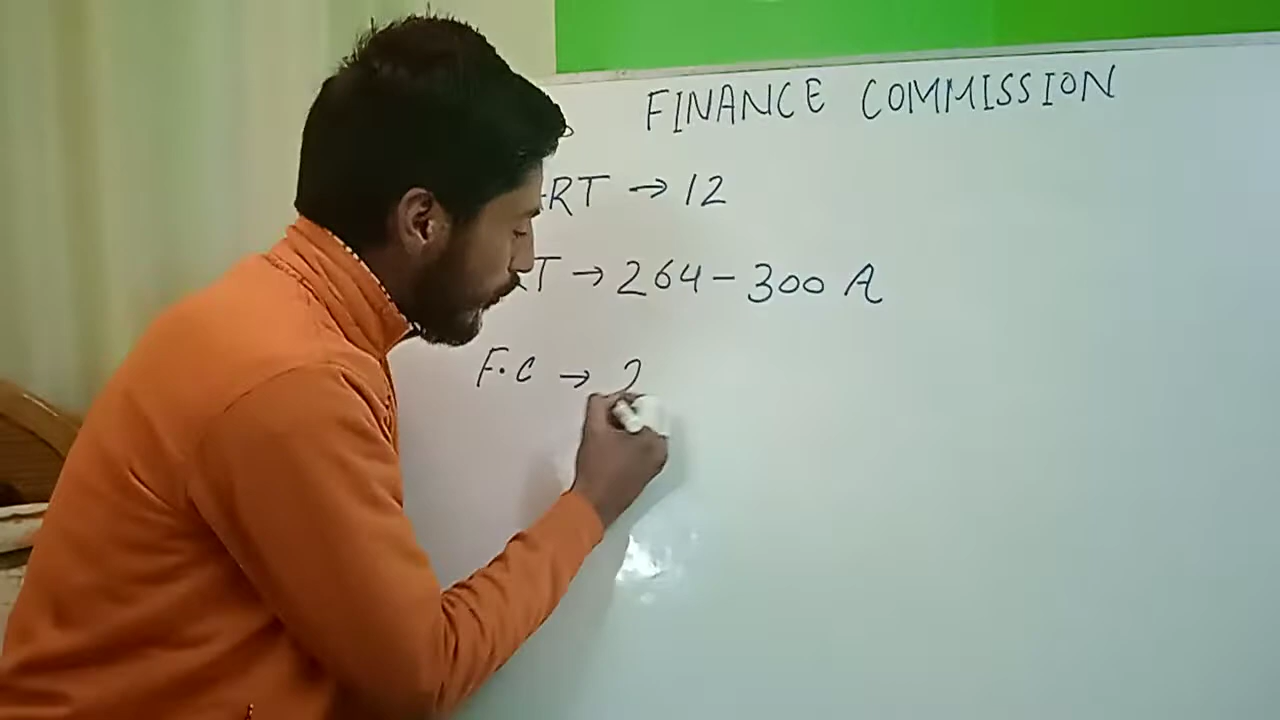 FINANCE COMMISSION
RT → 12
T → 264 - 300 A
F.C → 2